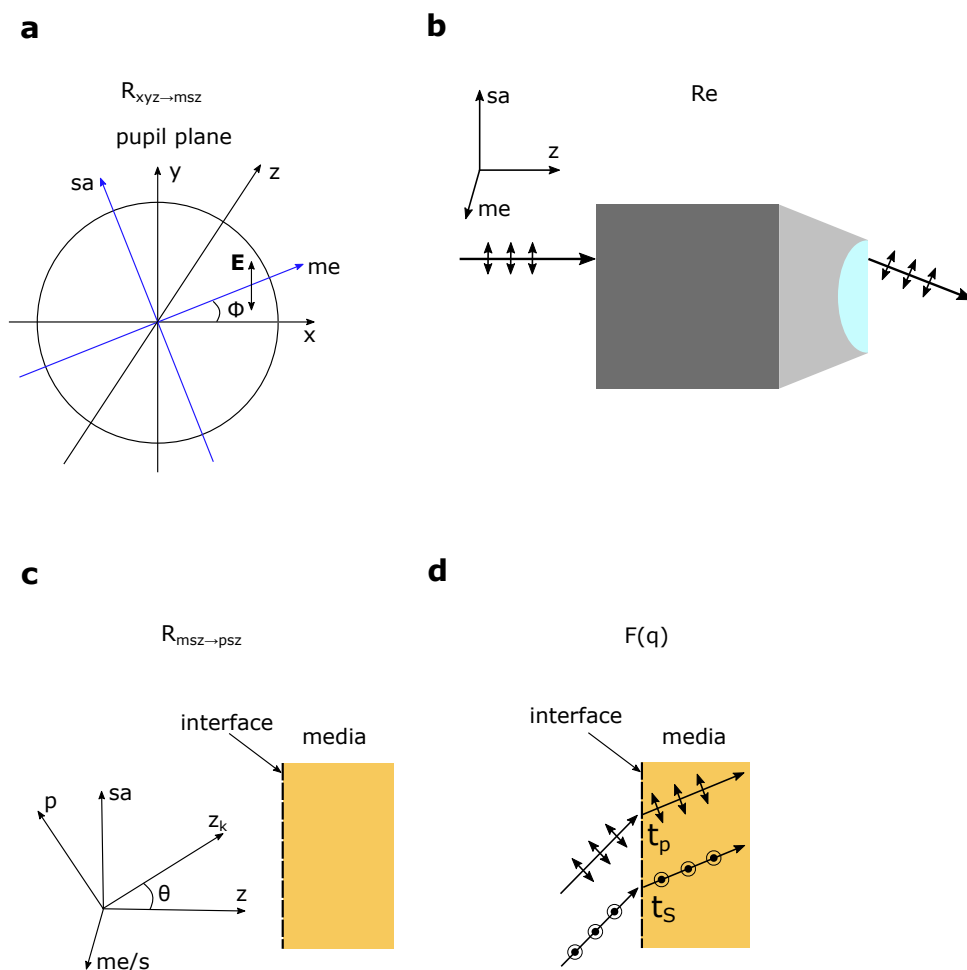 a
R_xyz→msz
pupil plane
sa
y
z
E
me
Φ
x
b
Re
sa
z
me
c
R_msz→psz
interface
media
p
sa
z_k
θ
z
me/s
d
F(q)
interface
media
t_p
t_S